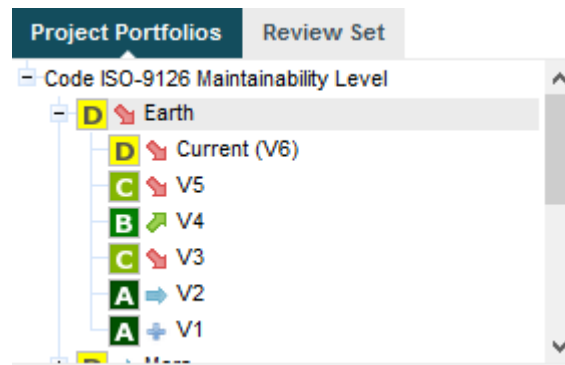 Project Portfolios Review Set
Code ISO-9126 Maintainability Level
D Earth
D Current (V6)
C V5
B V4
C V3
A V2
A V1